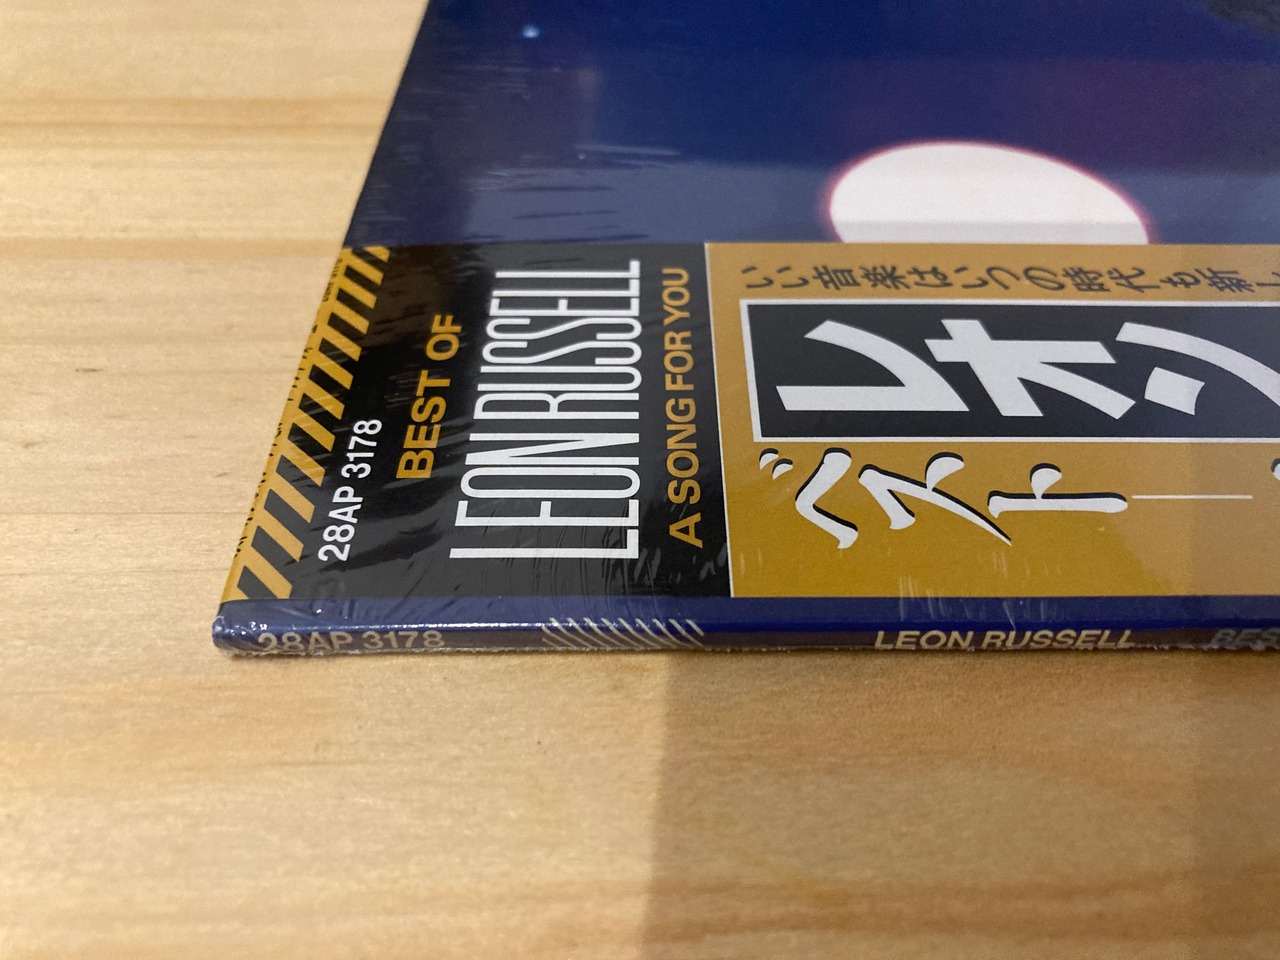 28AP 3178
BEST OF
LEON RUSSELL
A SONG FOR YOU
いい音楽はいつの時代も新し
レオン
ベスト
28AP 3178
LEON RUSSELL
BES